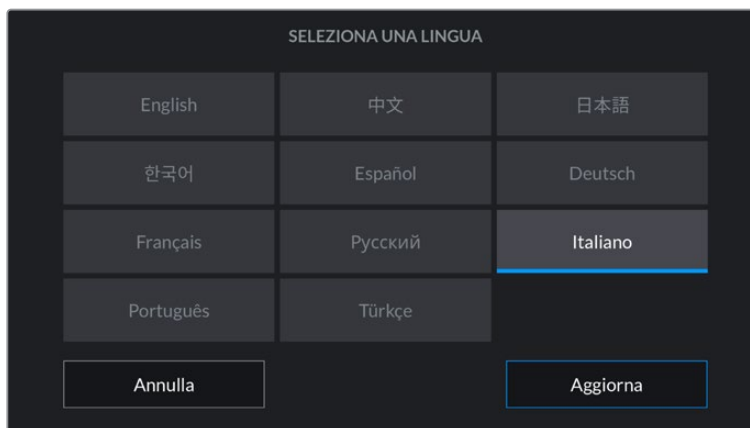 SELEZIONA UNA LINGUA
English 中文 日本語
한국어 Español Deutsch
Français Русский Italiano
Português Türkçe
Annulla Aggiorna